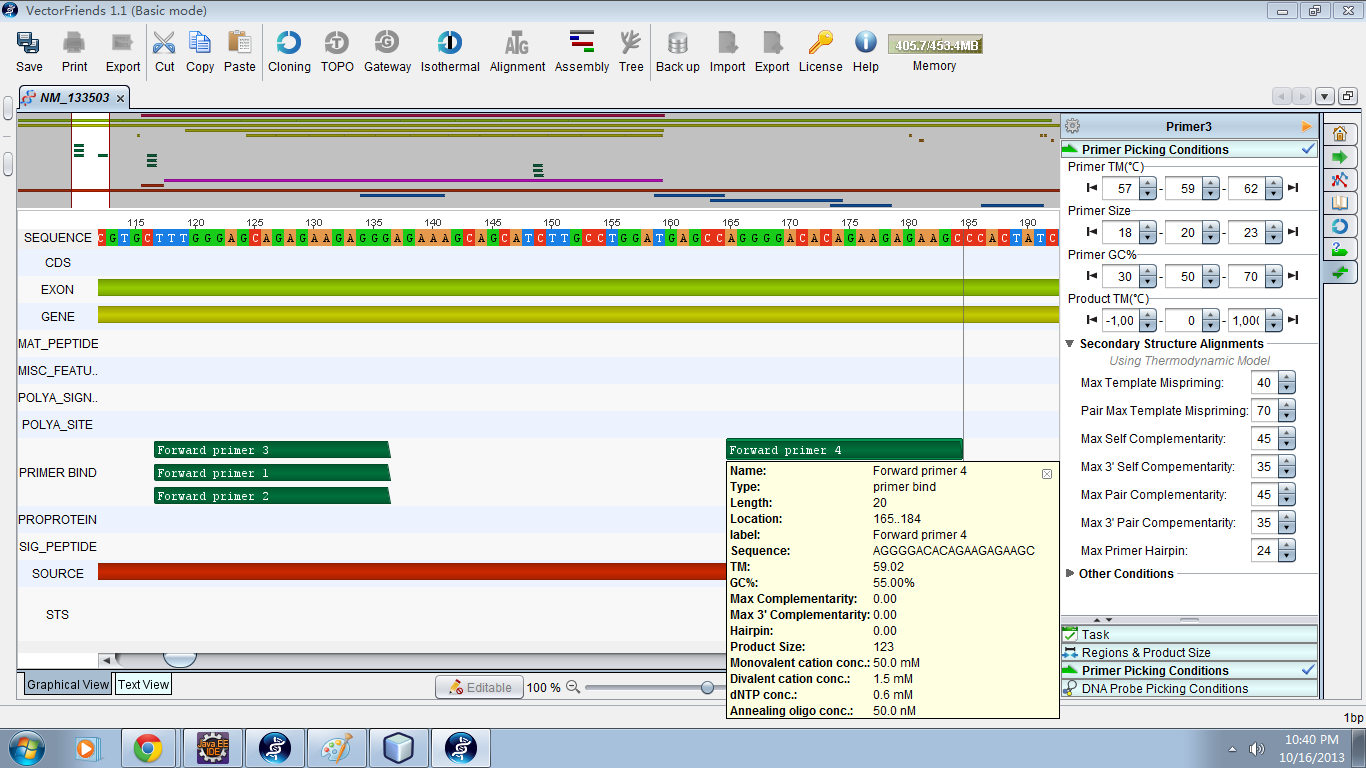 VectorFriends 1.1 (Basic mode)
Save Print Export Cut Copy Paste Cloning TOPO Gateway Isothermal Alignment Assembly Tree Back up Import Export License Help Memory
405.7/453.4MB
NM_133503
Primer3
Primer Picking Conditions
Primer TM(°C)
57 - 59 - 62
Primer Size
18 - 20 - 23
Primer GC%
30 - 50 - 70
Product TM(°C)
-1,00 - 0 - 1,000
Secondary Structure Alignments
Using Thermodynamic Model
Max Template Mispriming: 40
Pair Max Template Mispriming: 70
Max Self Complementarity: 45
Max 3' Self Compementarity: 35
Max Pair Complementarity: 45
Max 3' Pair Compementarity: 35
Max Primer Hairpin: 24
Other Conditions
Task
Regions & Product Size
Primer Picking Conditions
DNA Probe Picking Conditions
115 120 125 130 135 140 145 150 155 160 165 170 175 180 185 190
SEQUENCE
CGTGCTTTGGGAGCAGAGAAGAGGGAGAAAGCAGCATCTTGCCTGGATGAGCCAGGGGACACAGAAGAGAAGCCCACTATC
CDS
EXON
GENE
MAT_PEPTIDE
MISC_FEATU..
POLYA_SIGN..
POLYA_SITE
PRIMER BIND
Forward primer 3
Forward primer 1
Forward primer 2
Forward primer 4
PROPROTEIN
SIG_PEPTIDE
SOURCE
STS
Name: Forward primer 4
Type: primer bind
Length: 20
Location: 165..184
label: Forward primer 4
Sequence: AGGGGACACAGAAGAGAAGC
TM: 59.02
GC%: 55.00%
Max Complementarity: 0.00
Max 3' Complementarity: 0.00
Hairpin: 0.00
Product Size: 123
Monovalent cation conc.: 50.0 mM
Divalent cation conc.: 1.5 mM
dNTP conc.: 0.6 mM
Annealing oligo conc.: 50.0 nM
Graphical View Text View
Editable 100 %
1bp
Java EE
IDE
10:40 PM
10/16/2013